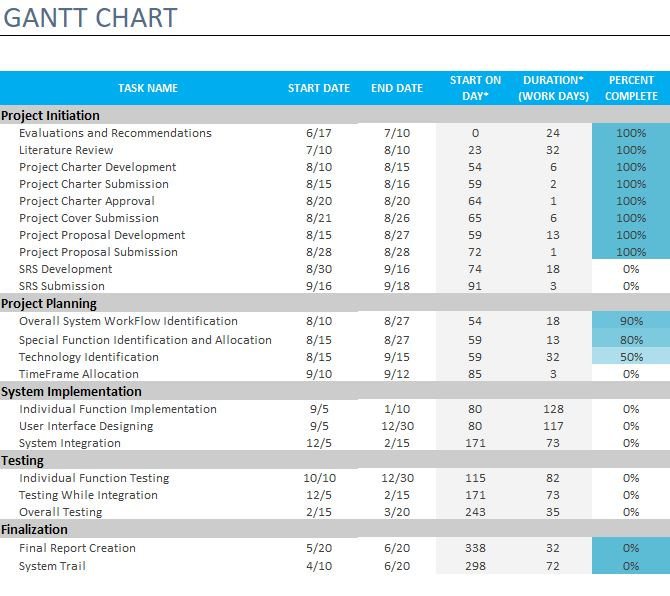 GANTT CHART
TASK NAME START DATE END DATE START ON DAY* DURATION* (WORK DAYS) PERCENT COMPLETE
Project Initiation
Evaluations and Recommendations 6/17 7/10 0 24 100%
Literature Review 7/10 8/10 23 32 100%
Project Charter Development 8/10 8/15 54 6 100%
Project Charter Submission 8/15 8/16 59 2 100%
Project Charter Approval 8/20 8/20 64 1 100%
Project Cover Submission 8/21 8/26 65 6 100%
Project Proposal Development 8/15 8/27 59 13 100%
Project Proposal Submission 8/28 8/28 72 1 100%
SRS Development 8/30 9/16 74 18 0%
SRS Submission 9/16 9/18 91 3 0%
Project Planning
Overall System WorkFlow Identification 8/10 8/27 54 18 90%
Special Function Identification and Allocation 8/15 8/27 59 13 80%
Technology Identification 8/15 9/15 59 32 50%
TimeFrame Allocation 9/10 9/12 85 3 0%
System Implementation
Individual Function Implementation 9/5 1/10 80 128 0%
User Interface Designing 9/5 12/30 80 117 0%
System Integration 12/5 2/15 171 73 0%
Testing
Individual Function Testing 10/10 12/30 115 82 0%
Testing While Integration 12/5 2/15 171 73 0%
Overall Testing 2/15 3/20 243 35 0%
Finalization
Final Report Creation 5/20 6/20 338 32 0%
System Trail 4/10 6/20 298 72 0%